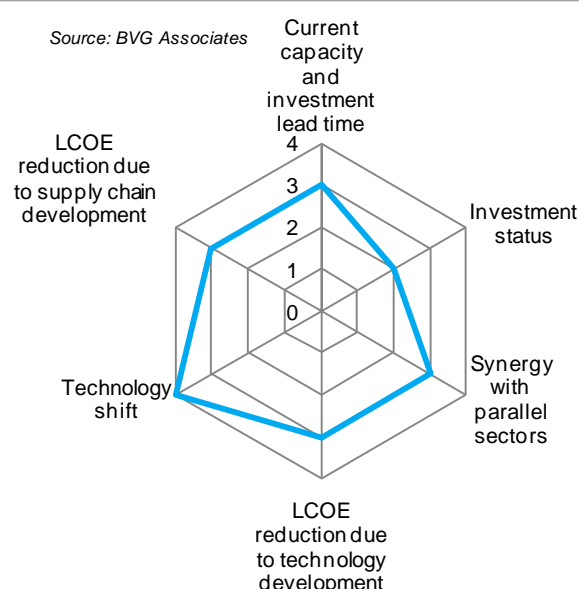 Source: BVG Associates
Current
capacity
and
investment
lead time
4
3
2
1
0
LCOE
reduction due
to supply chain
development
Investment
status
Technology
shift
Synergy
with
parallel
sectors
LCOE
reduction due
to technology
development